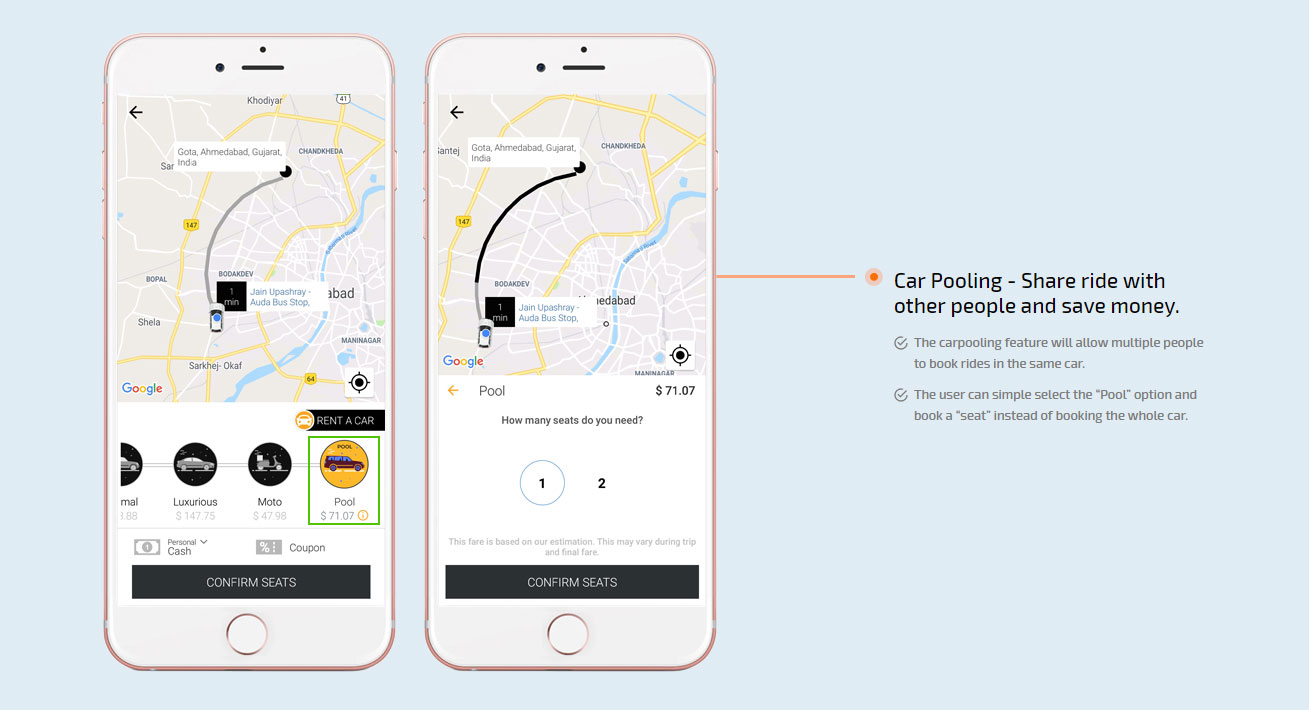 Khodiyar
41
Gota, Ahmedabad, Gujarat,
India
CHANDKHEDA
147
BOPAL
BODAKDEV
1
min
Jain Upashray -
Auda Bus Stop,
Shela
MANINAGAR
Sarkhej- Okaf
64
Google
RENT A CAR
POOL
mal
Luxurious
Moto
Pool
$ 147.75
$ 47.98
$ 71.07
Personal
Cash
Coupon
CONFIRM SEATS
Gota, Ahmedabad, Gujarat,
India
CHANDKHEDA
147
BODAKDEV
1
min
Jain Upashray -
Auda Bus Stop,
MANINAGAR
Google
Pool
$ 71.07
How many seats do you need?
1
2
This fare is based on our estimation. This may vary during trip
and final fare.
CONFIRM SEATS
Car Pooling - Share ride with
other people and save money.
The carpooling feature will allow multiple people
to book rides in the same car.
The user can simple select the “Pool” option and
book a “seat” instead of booking the whole car.